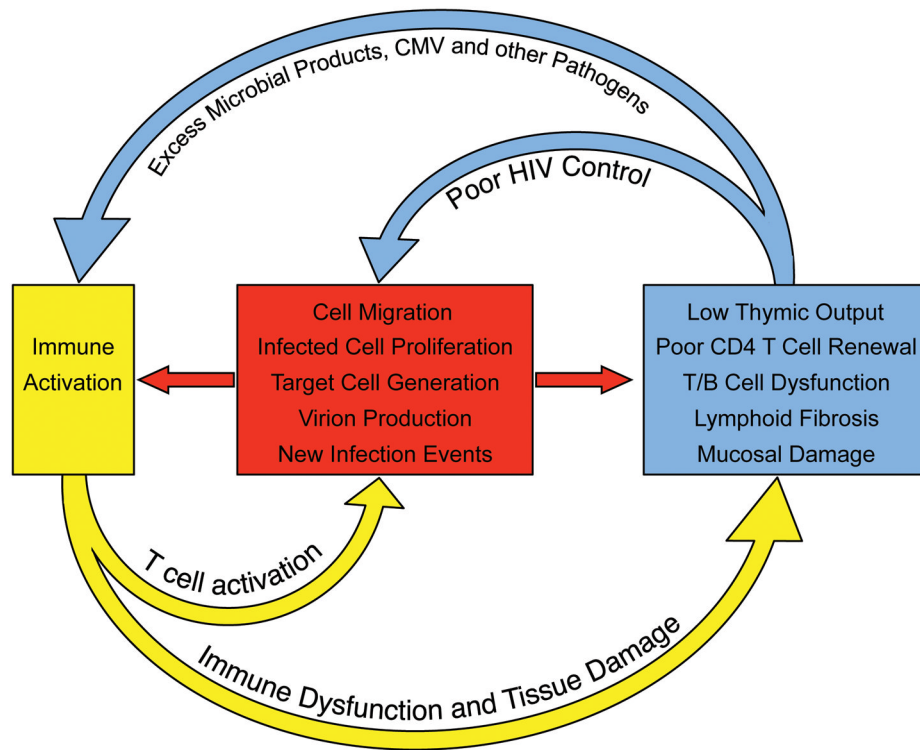 Excess Microbial Products, CMV and other Pathogens
Poor HIV Control
Immune
Activation
Cell Migration
Infected Cell Proliferation
Target Cell Generation
Virion Production
New Infection Events
Low Thymic Output
Poor CD4 T Cell Renewal
T/B Cell Dysfunction
Lymphoid Fibrosis
Mucosal Damage
T cell activation
Immune Dysfunction and Tissue Damage